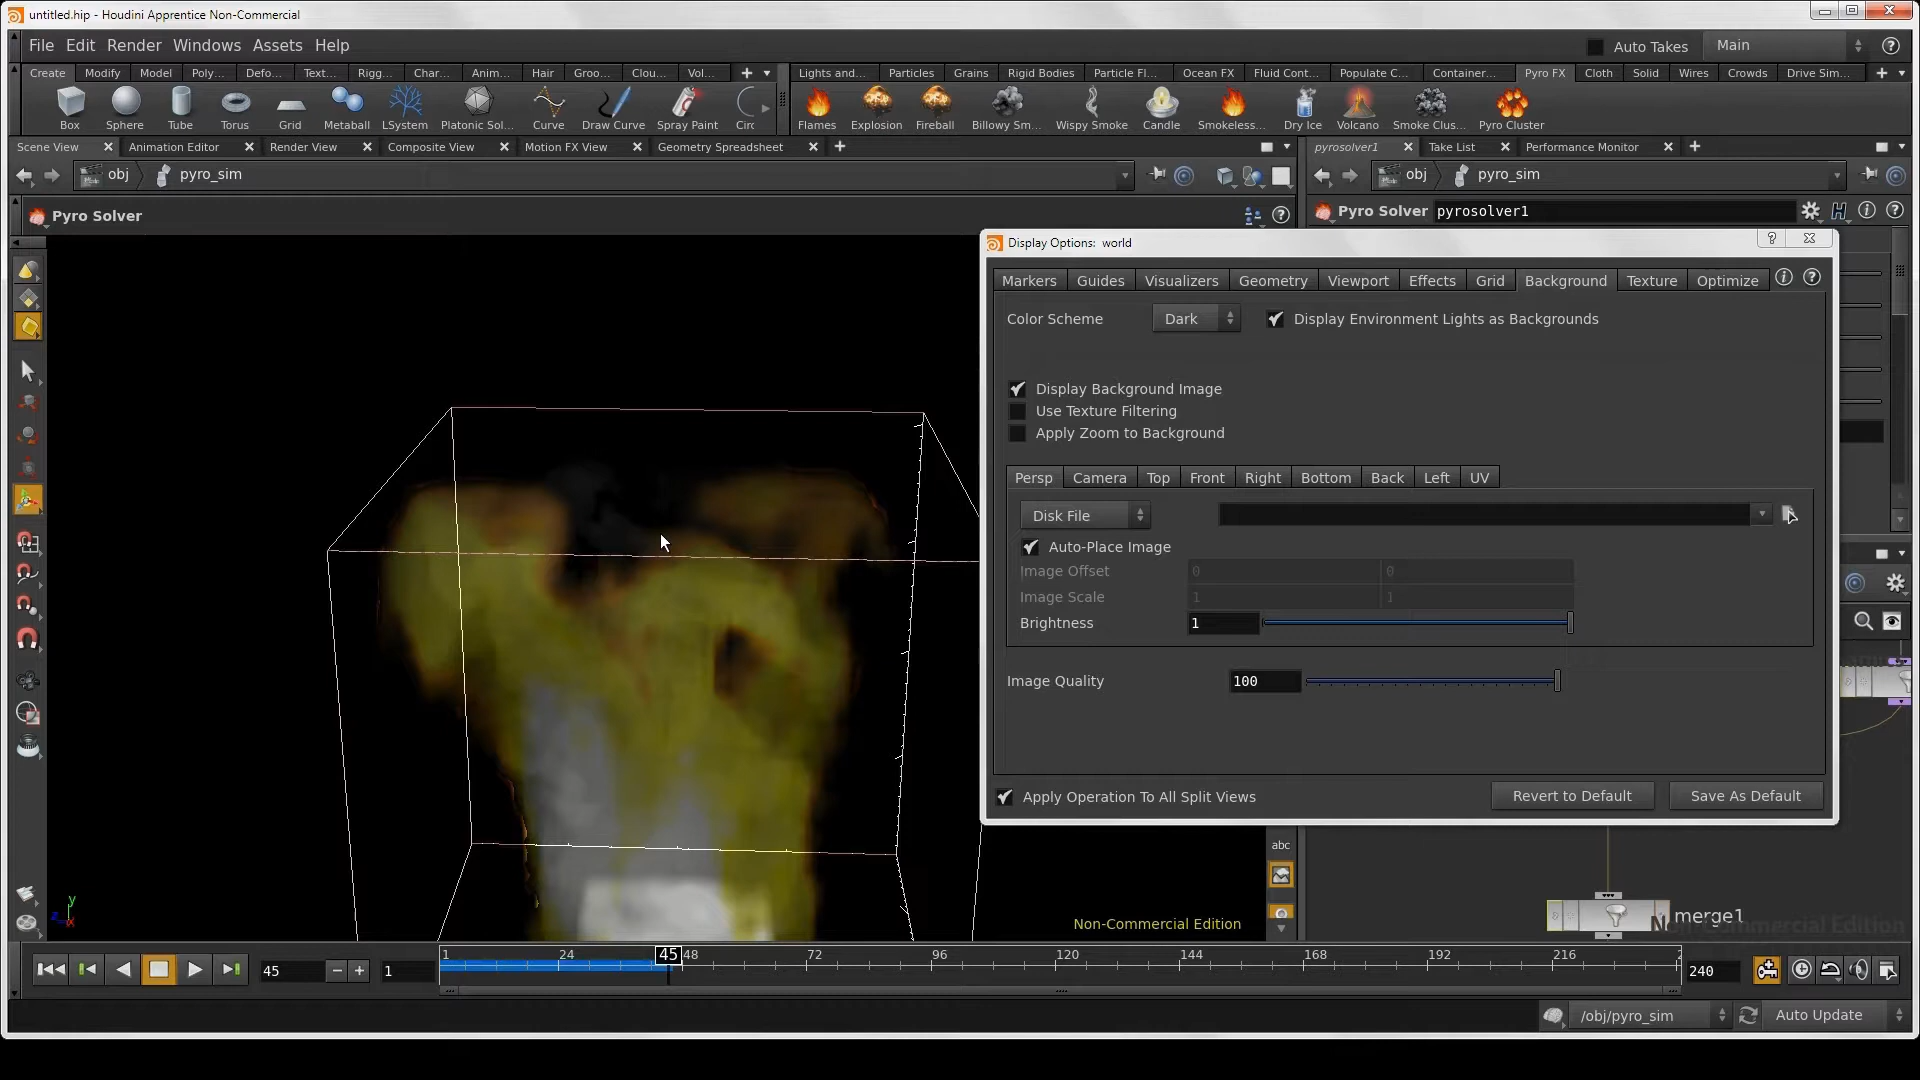 untitled.hip - Houdini Apprentice Non-Commercial
File Edit Render Windows Assets Help
Auto Takes Main
Create Modify Model Poly... Defo... Text... Rigg... Char... Anim... Hair Groo... Clou... Vol...
Lights and... Particles Grains Rigid Bodies Particle Fl... Ocean FX Fluid Cont... Populate C... Container... Pyro FX Cloth Solid Wires Crowds Drive Sim...
Box Sphere Tube Torus Grid Metaball LSystem Platonic Sol... Curve Draw Curve Spray Paint Circ
Flames Explosion Fireball Billowy Sm... Wispy Smoke Candle Smokeless... Dry Ice Volcano Smoke Clus... Pyro Cluster
Scene View Animation Editor Render View Composite View Motion FX View Geometry Spreadsheet
pyrosolver1 Take List Performance Monitor
obj pyro_sim
obj pyro_sim
Pyro Solver
Pyro Solver pyrosolver1
Display Options: world
Markers Guides Visualizers Geometry Viewport Effects Grid Background Texture Optimize
Color Scheme Dark Display Environment Lights as Backgrounds
Display Background Image
Use Texture Filtering
Apply Zoom to Background
Persp Camera Top Front Right Bottom Back Left UV
Disk File
Auto-Place Image
Image Offset 0 0
Image Scale 1 1
Brightness 1
Image Quality 100
Apply Operation To All Split Views Revert to Default Save As Default
abc
Non-Commercial Edition
merge1
Non-Commercial Edition
y
z x
45 1
1 24 45 48 72 96 120 144 168 192 216 2
240
/obj/pyro_sim Auto Update